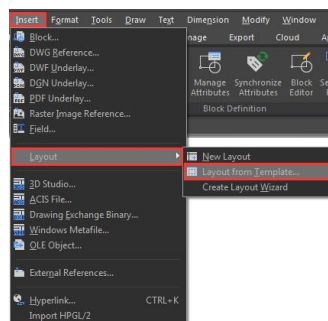 Insert Format Tools Draw Text Dimension Modify Window
Block...
DWG Reference...
DWF Underlay...
DGN Underlay...
PDF Underlay...
Raster Image Reference...
Field...
Layout
3D Studio...
ACIS File...
Drawing Exchange Binary...
Windows Metafile...
OLE Object...
External References...
Hyperlink... CTRL+K
Import HPGL/2
nage Export Cloud
Manage Attributes
Synchronize Attributes
Block Editor
Block Definition
New Layout
Layout from Template...
Create Layout Wizard